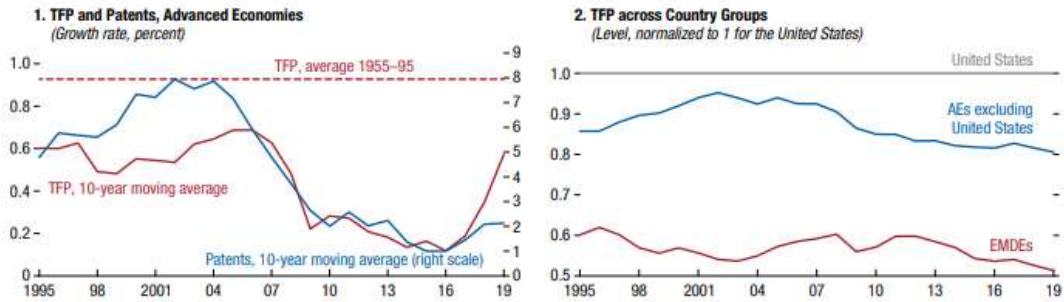 1. TFP and Patents, Advanced Economies
(Growth rate, percent)
1.0
0.8
0.6
0.4
0.2
0
9
8
7
6
5
4
3
2
1
0
TFP, average 1955–95
TFP, 10-year moving average
Patents, 10-year moving average (right scale)
1995 98 2001 04 07 10 13 16 19
2. TFP across Country Groups
(Level, normalized to 1 for the United States)
1.0
0.9
0.8
0.7
0.6
0.5
United States
AEs excluding
United States
EMDEs
1995 98 2001 04 07 10 13 16 19